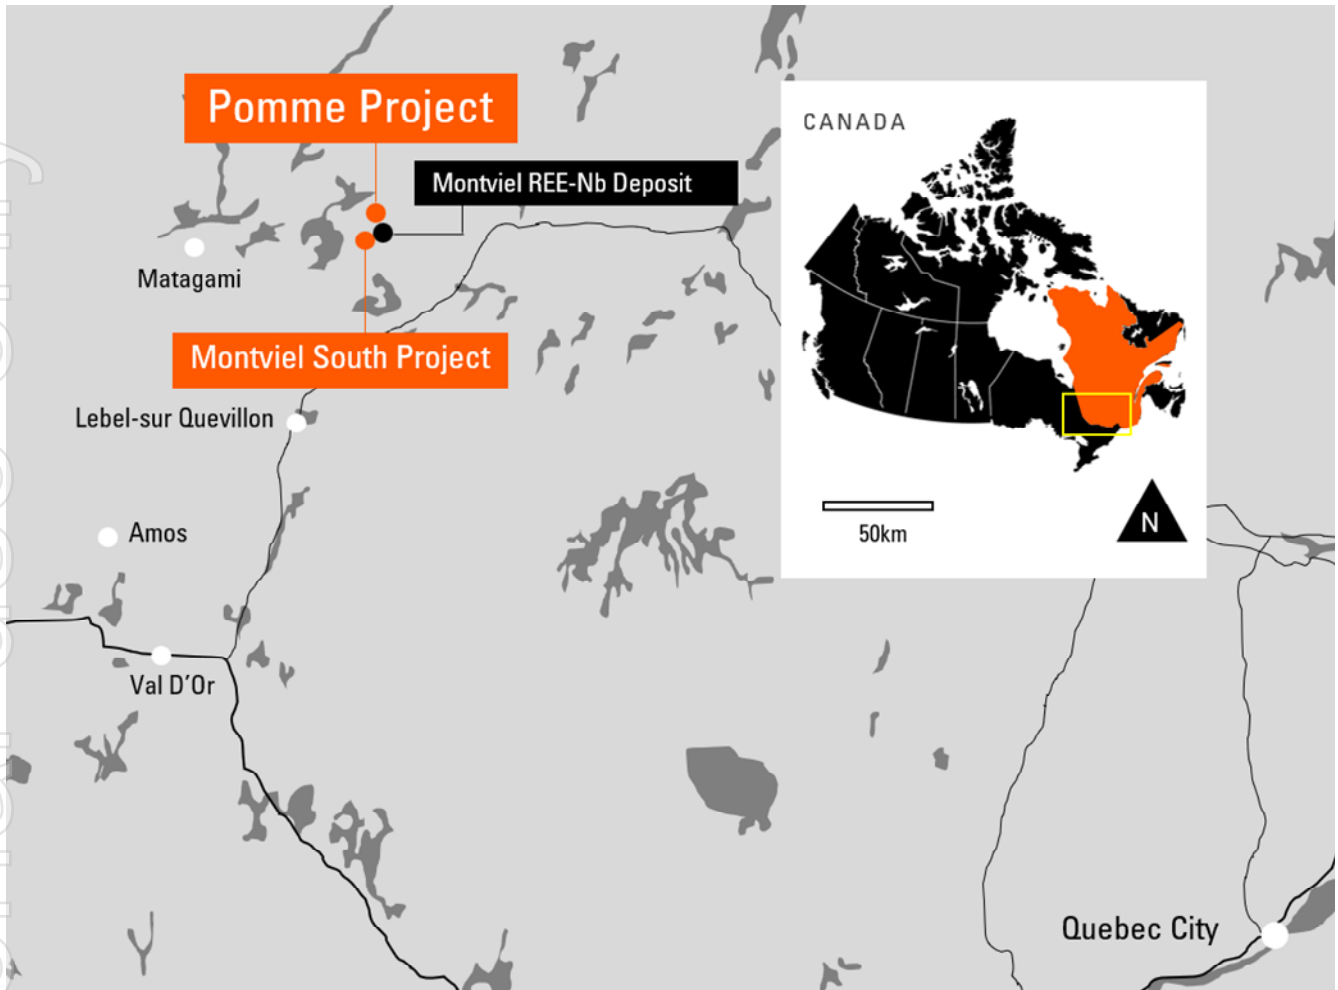 Pomme Project
CANADA
Montviel REE-Nb Deposit
Matagami
Montviel South Project
Lebel-sur Quevillon
50km
N
Amos
Val D'Or
Quebec City